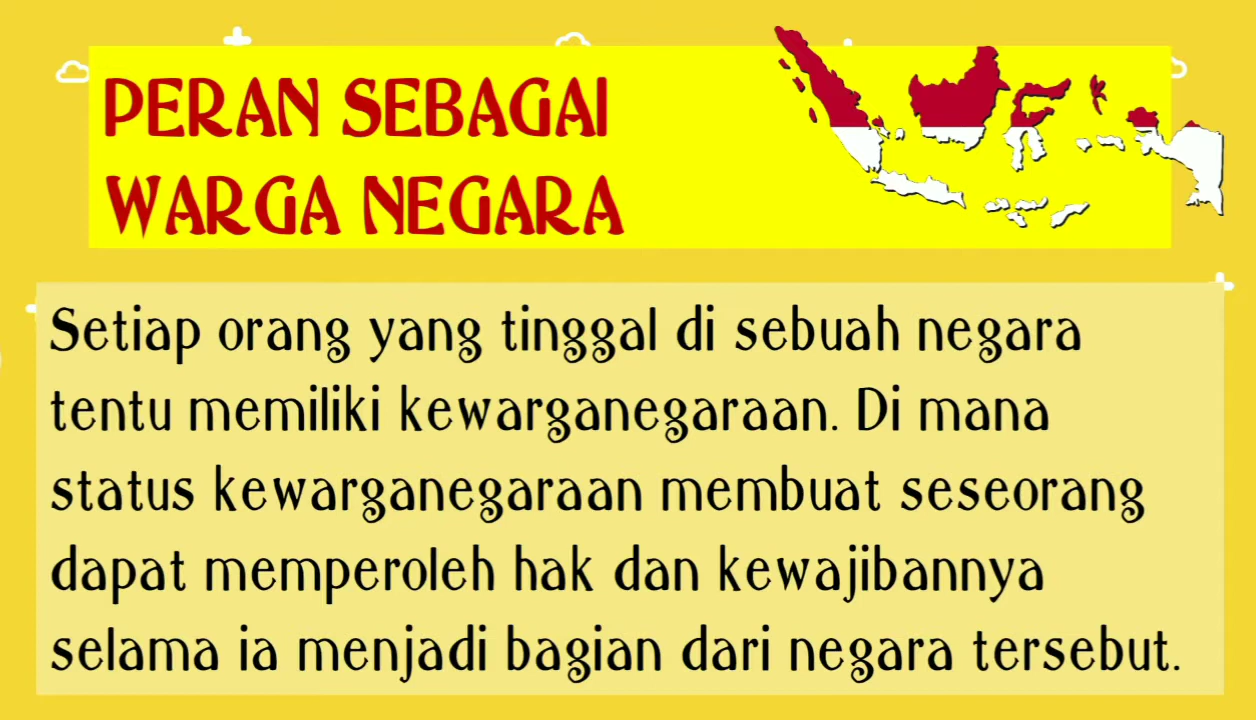 PERAN SEBAGAI
WARGA NEGARA
Setiap orang yang tinggal di sebuah negara
tentu memiliki kewarganegaraan. Di mana
status kewarganegaraan membuat seseorang
dapat memperoleh hak dan kewajibannya
selama ia menjadi bagian dari negara tersebut.